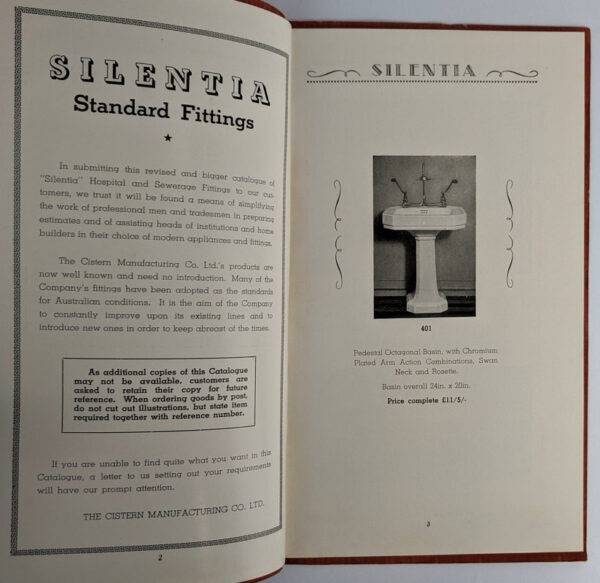 SILENTIA
Standard Fittings
★
In submitting this revised and bigger catalogue of
"Silentia" Hospital and Sewerage Fittings to our cus-
tomers, we trust it will be found a means of simplifying
the work of professional men and tradesmen in preparing
estimates and of assisting heads of institutions and home
builders in their choice of modern appliances and fittings.
The Cistern Manufacturing Co. Ltd.'s products are
now well known and need no introduction. Many of the
Company's fittings have been adopted as the standards
for Australian conditions. It is the aim of the Company
to constantly improve upon its existing lines and to
introduce new ones in order to keep abreast of the times.
As additional copies of this Catalogue
may not be available, customers are
asked to retain their copy for future
reference. When ordering goods by post,
do not cut out illustrations, but state item
required together with reference number.
If you are unable to find quite what you want in this
Catalogue, a letter to us setting out your requirements
will have our prompt attention.
THE CISTERN MANUFACTURING CO. LTD.
2
SILENTIA
401
Pedestal Octagonal Basin, with Chromium
Plated Arm Action Combinations, Swan
Neck and Rosette.
Basin overall 24in. x 20in.
Price complete £11/5/-
3